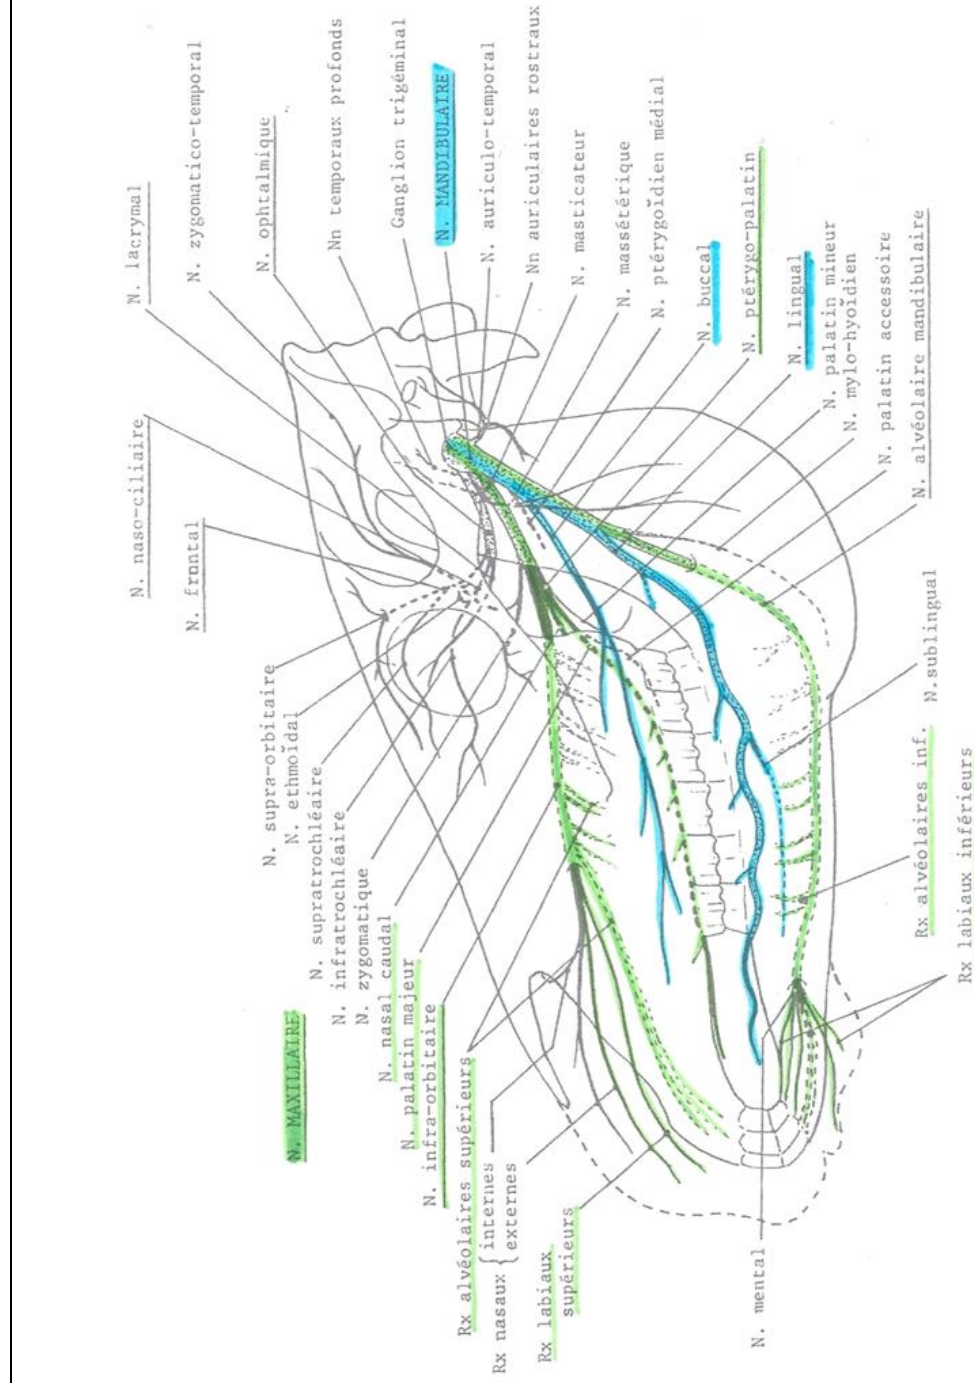 N. lacrymal
N. zygomatico-temporal
N. ophtalmique
Nn temporaux profonds
Ganglion trigéminal
N. MANDIBULAIRE
N. auriculo-temporal
Nn auriculaires rostraux
N. masticateur
N. massétérique
N. ptérygoïdien médial
N. buccal
N. ptérygo-palatin
N. lingual
N. palatin mineur
N. mylo-hyoïdien
N. palatin accessoire
N. alvéolaire mandibulaire
N. naso-ciliaire
N. frontal
N. supra-orbitaire
N. ethmoïdal
N. supratrochléaire
N. infratrochléaire
N. zygomatique
N. nasal caudal
N. palatin majeur
N. infra-orbitaire
N. MAXILLAIRE
Rx alvéolaires supérieurs
Rx nasaux { internes
externes
Rx labiaux
supérieurs
N. mental
N.sublingual
Rx alvéolaires inf.
Rx labiaux inférieurs